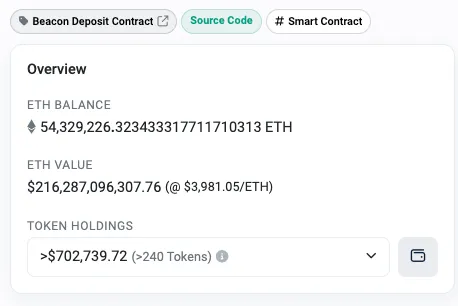 Beacon Deposit Contract Source Code # Smart Contract
Overview
ETH BALANCE
54,329,226.323433317711710313 ETH
ETH VALUE
$216,287,096,307.76 (@ $3,981.05/ETH)
TOKEN HOLDINGS
>$702,739.72 (>240 Tokens)